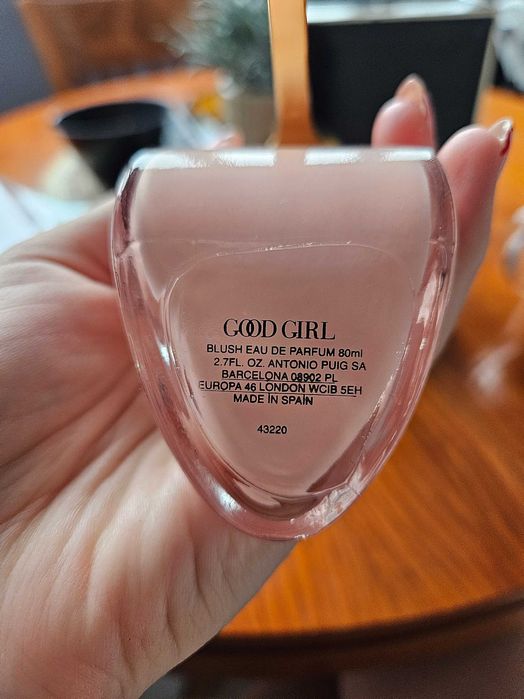 GOOD GIRL
BLUSH EAU DE PARFUM 80ml
2.7FL. OZ. ANTONIO PUIG SA
BARCELONA 08902 PL
EUROPA 46 LONDON WC1B 5EH
MADE IN SPAIN
43220